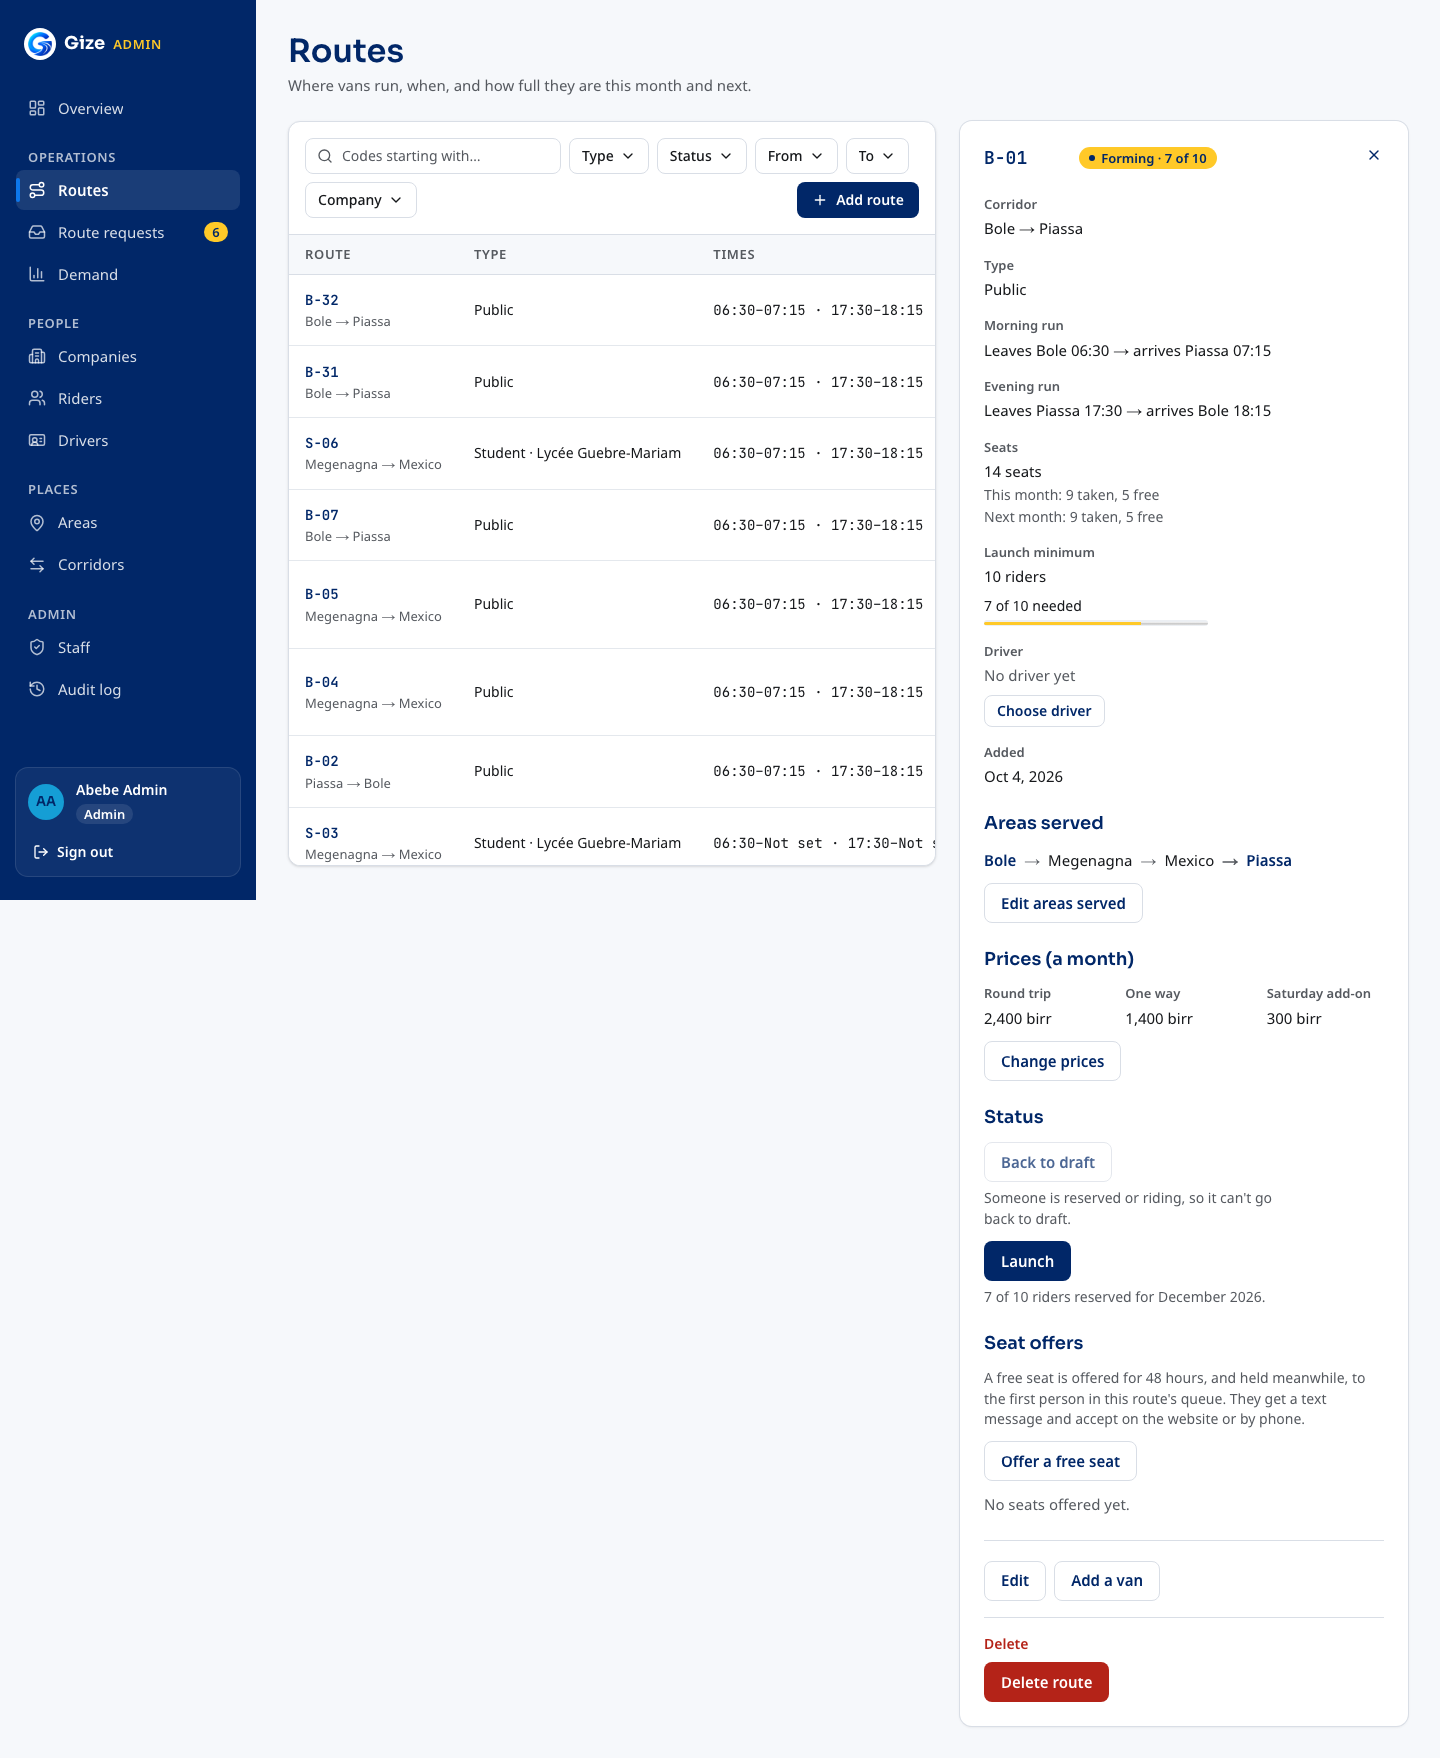 Gize ADMIN
Overview
OPERATIONS
Routes
Route requests 6
Demand
PEOPLE
Companies
Riders
Drivers
PLACES
Areas
Corridors
ADMIN
Staff
Audit log
AA
Abebe Admin
Admin
Sign out
Routes
Where vans run, when, and how full they are this month and next.
Codes starting with... Type Status From To
Company + Add route
ROUTE TYPE TIMES
B-32
Bole → Piassa
Public
06:30–07:15 · 17:30–18:15
B-31
Bole → Piassa
Public
06:30–07:15 · 17:30–18:15
S-06
Megenagna → Mexico
Student · Lycée Guebre-Mariam
06:30–07:15 · 17:30–18:15
B-07
Bole → Piassa
Public
06:30–07:15 · 17:30–18:15
B-05
Megenagna → Mexico
Public
06:30–07:15 · 17:30–18:15
B-04
Megenagna → Mexico
Public
06:30–07:15 · 17:30–18:15
B-02
Piassa → Bole
Public
06:30–07:15 · 17:30–18:15
S-03
Megenagna → Mexico
Student · Lycée Guebre-Mariam
06:30–Not set · 17:30–Not
B-01 Forming · 7 of 10
Corridor
Bole → Piassa
Type
Public
Morning run
Leaves Bole 06:30 → arrives Piassa 07:15
Evening run
Leaves Piassa 17:30 → arrives Bole 18:15
Seats
14 seats
This month: 9 taken, 5 free
Next month: 9 taken, 5 free
Launch minimum
10 riders
7 of 10 needed
Driver
No driver yet
Choose driver
Added
Oct 4, 2026
Areas served
Bole → Megenagna → Mexico → Piassa
Edit areas served
Prices (a month)
Round trip One way Saturday add-on
2,400 birr 1,400 birr 300 birr
Change prices
Status
Back to draft
Someone is reserved or riding, so it can't go
back to draft.
Launch
7 of 10 riders reserved for December 2026.
Seat offers
A free seat is offered for 48 hours, and held meanwhile, to
the first person in this route's queue. They get a text
message and accept on the website or by phone.
Offer a free seat
No seats offered yet.
Edit Add a van
Delete
Delete route